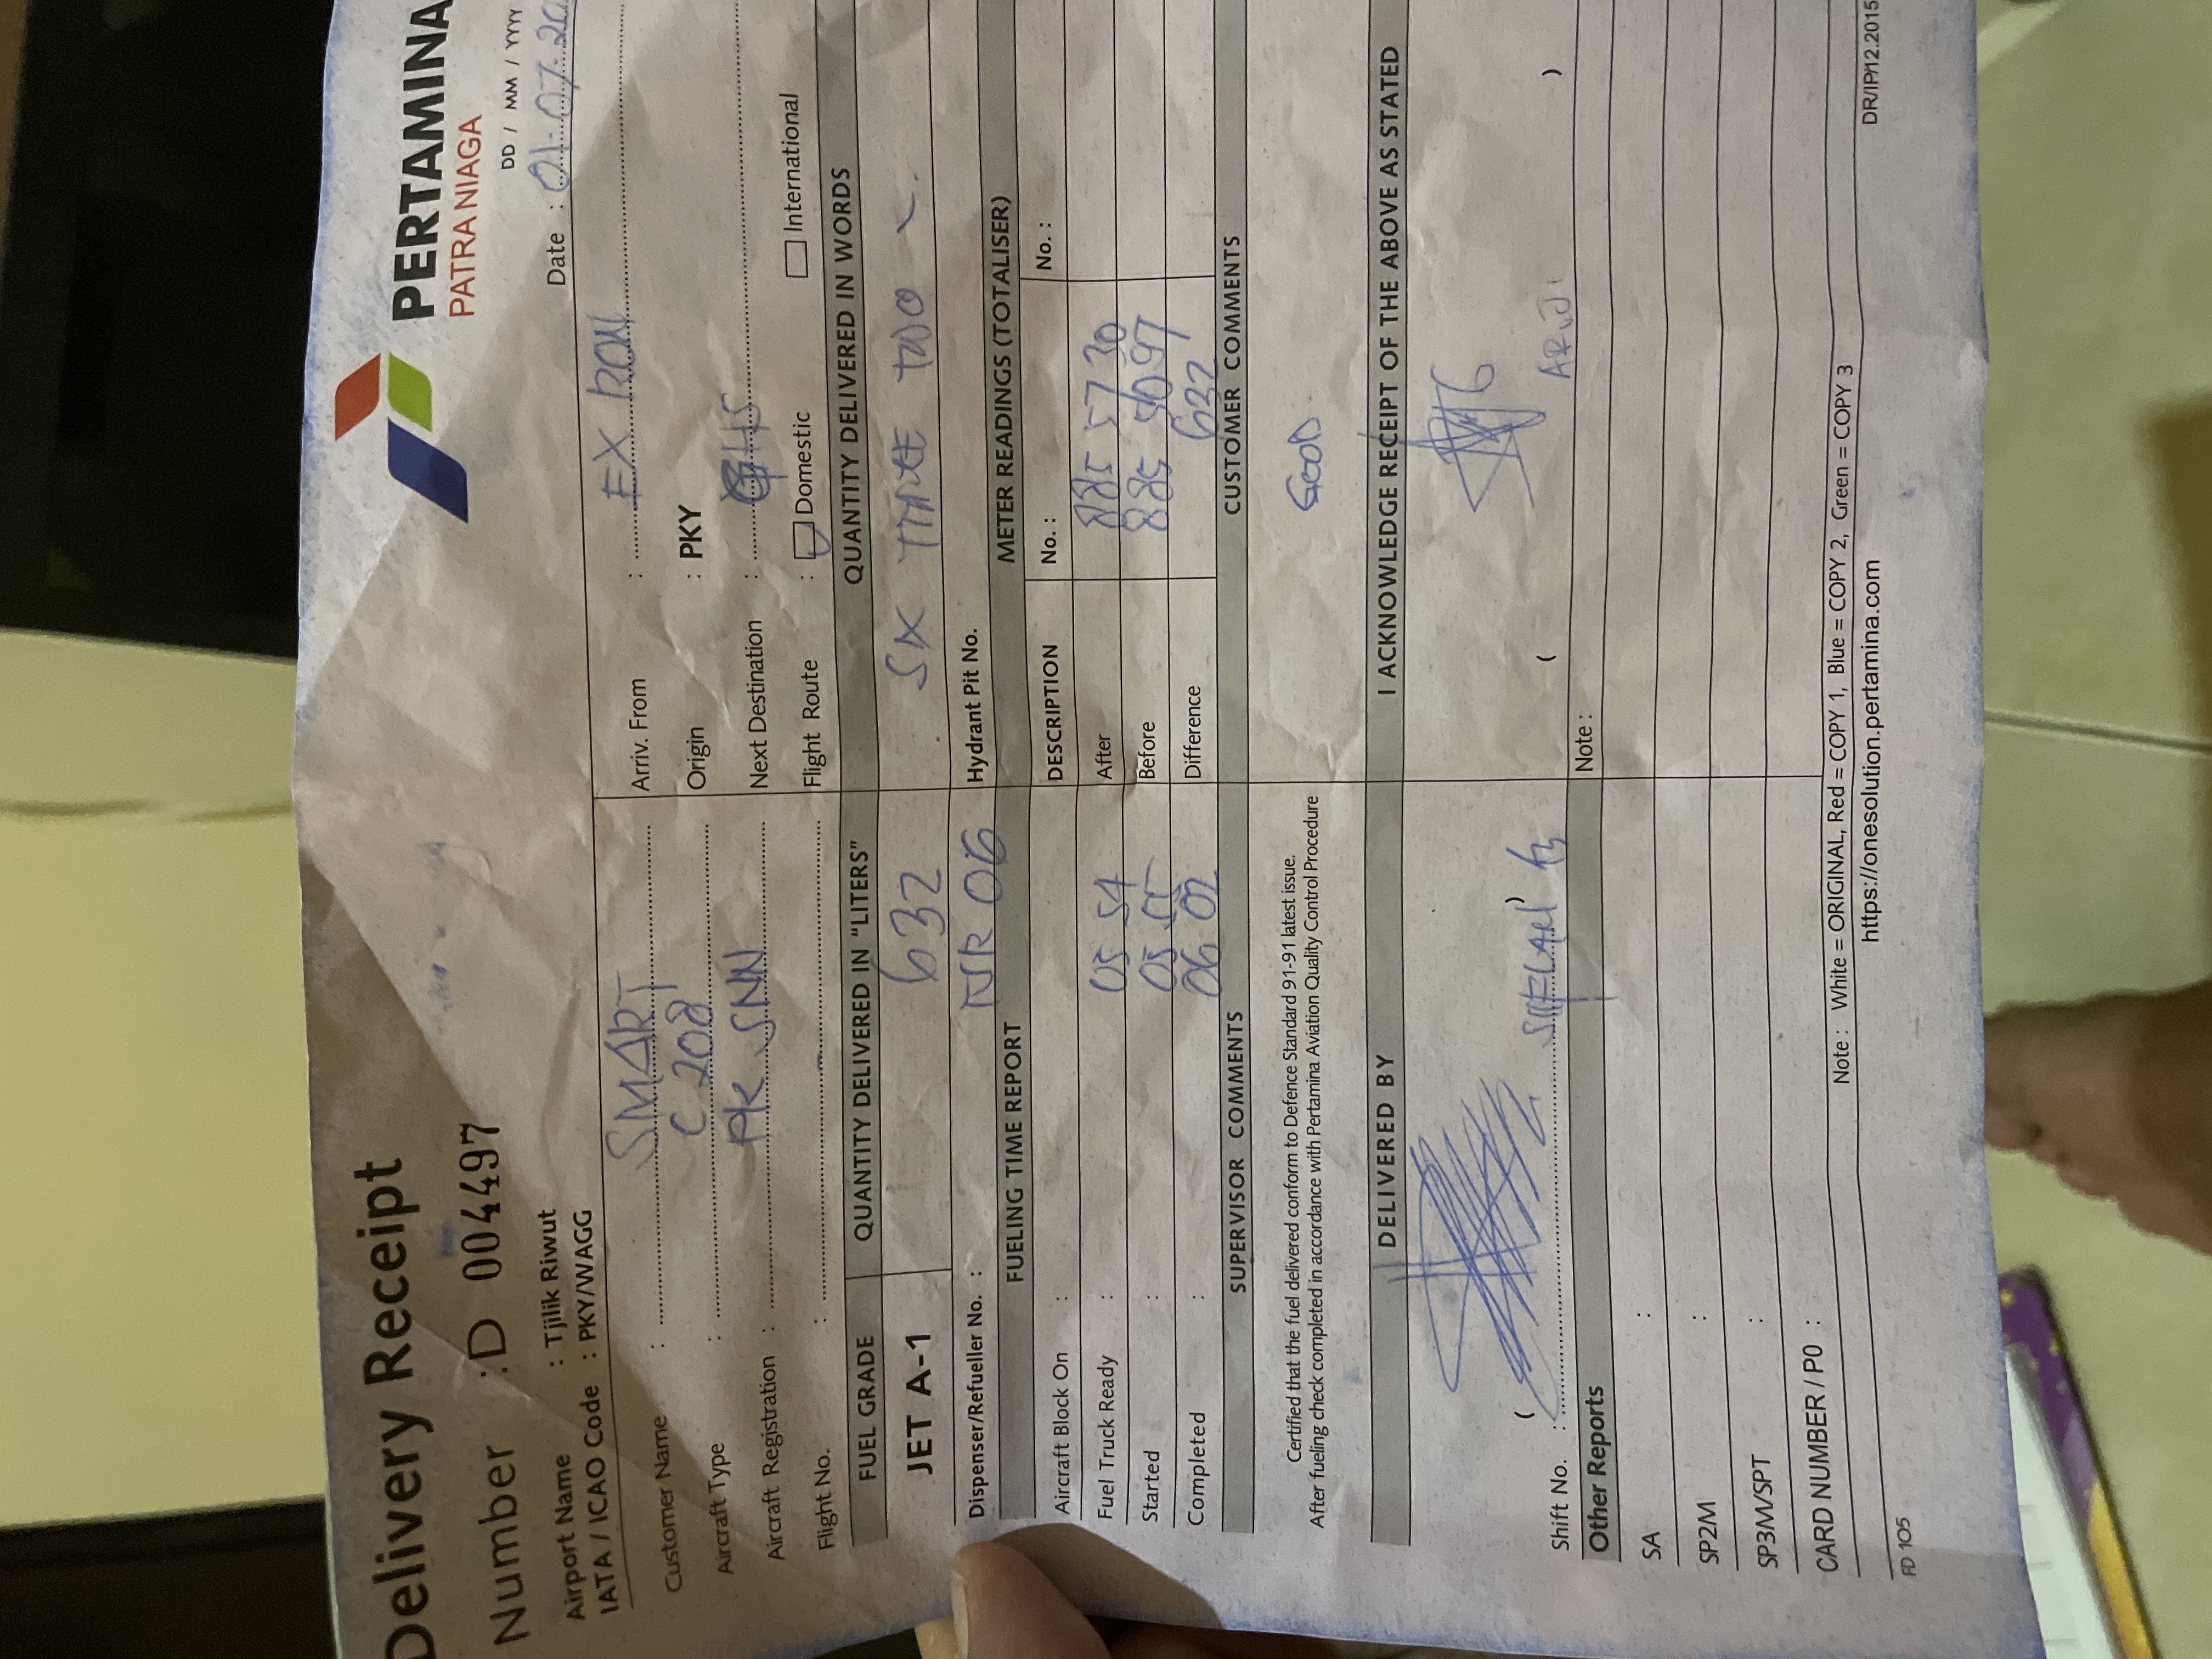 Delivery Receipt
PERTAMINA
PATRA NIAGA
Number : D 004497
DD / MM / YYYY
Airport Name : Tjilik Riwut
Date : 01-07-20
IATA / ICAO Code : PKY/WAGG
Customer Name : SMART
Arriv. From : EX RON
Aircraft Type : C 208
Origin : PKY
Aircraft Registration : PK SNN
Next Destination :
Flight No. :
Flight Route : Domestic International
FUEL GRADE QUANTITY DELIVERED IN "LITERS" QUANTITY DELIVERED IN WORDS
JET A-1 632 SIX THREE TWO
Dispenser/Refueller No. : NR 06 Hydrant Pit No.
FUELING TIME REPORT METER READINGS (TOTALISER)
Aircraft Block On : DESCRIPTION No. : No. :
Fuel Truck Ready : 05 54 After 885 5730
Started : 05 55 Before 885 5097
Completed : 06 02 Difference 632
SUPERVISOR COMMENTS CUSTOMER COMMENTS
Certified that the fuel delivered conform to Defence Standard 91-91 latest issue.
After fueling check completed in accordance with Pertamina Aviation Quality Control Procedure
GOOD
DELIVERED BY I ACKNOWLEDGE RECEIPT OF THE ABOVE AS STATED
( ) ( )
Shift No. :
Other Reports Note :
SA :
SP2M :
SP3M/SPT :
CARD NUMBER / PO :
Note : White = ORIGINAL, Red = COPY 1, Blue = COPY 2, Green = COPY 3
FD 105 https://onesolution.pertamina.com DR/IP/12.2015